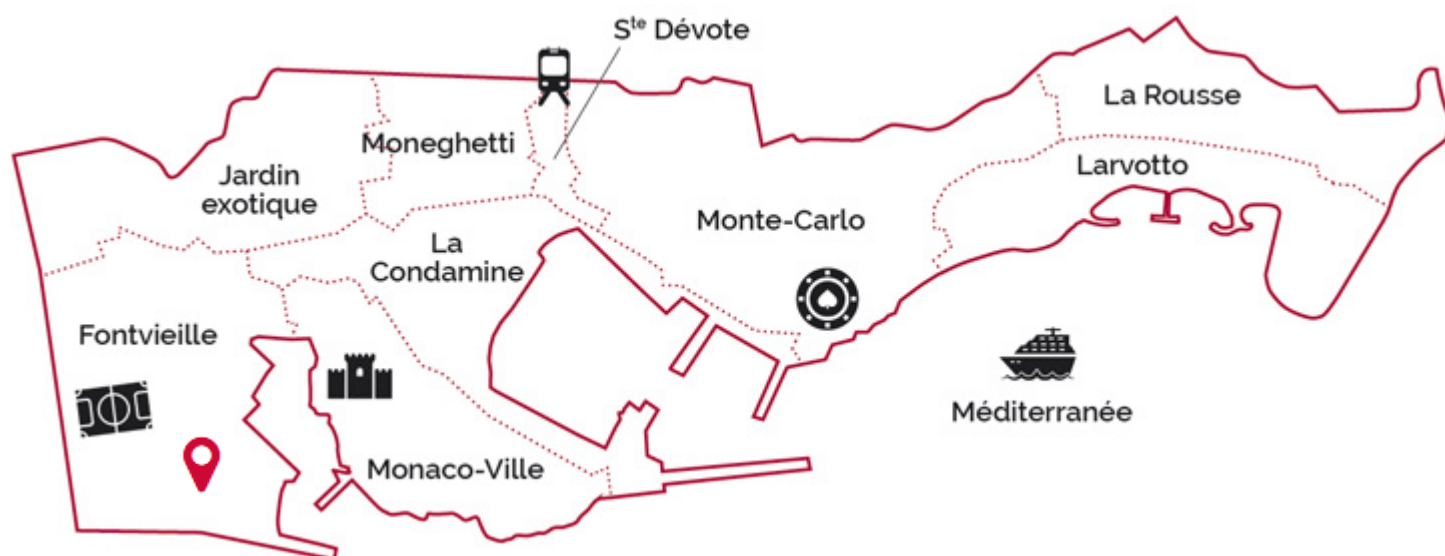 Sᵗᵉ Dévote
La Rousse
Moneghetti
Larvotto
Jardin
exotique
Monte-Carlo
La
Condamine
Fontvieille
Méditerranée
Monaco-Ville